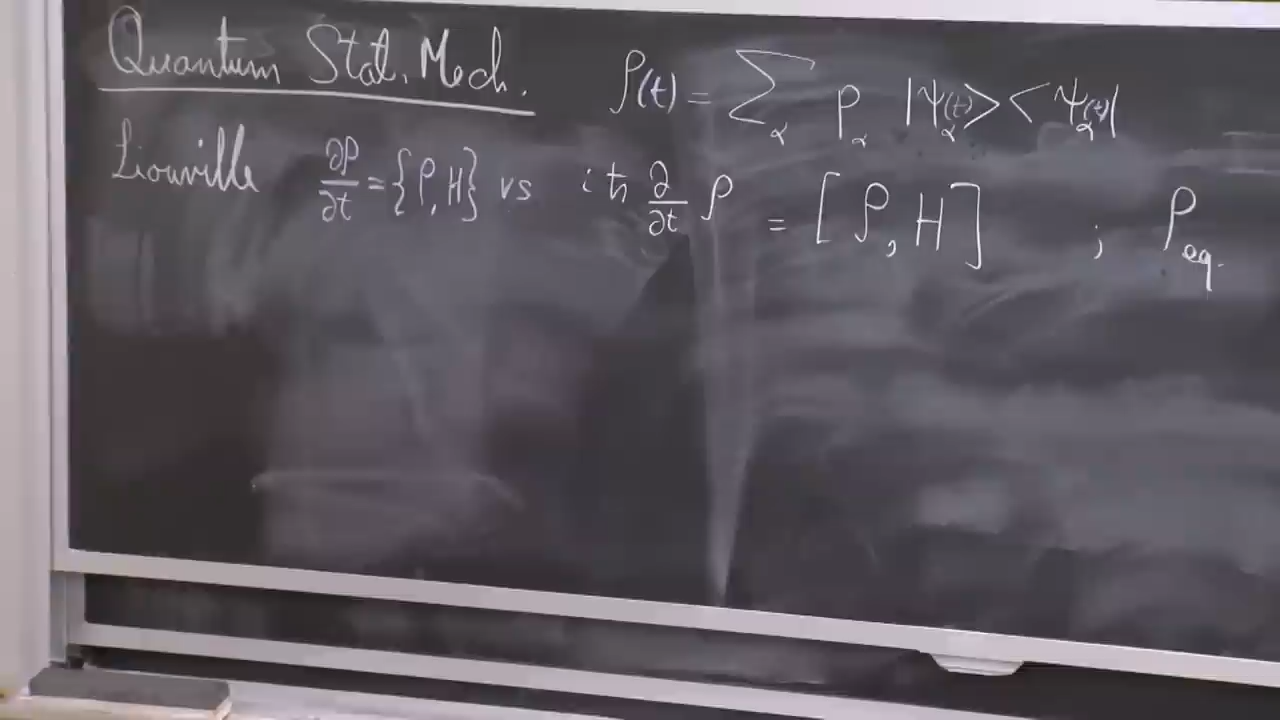 Quantum Stat. Mech. ρ(t) = Σ_α p_α |Ψ_α(t)> <Ψ_α(t)|
Liouville ∂ρ/∂t = {ρ, H} vs iħ ∂/∂t ρ = [ρ, H] ; ρ_eq.